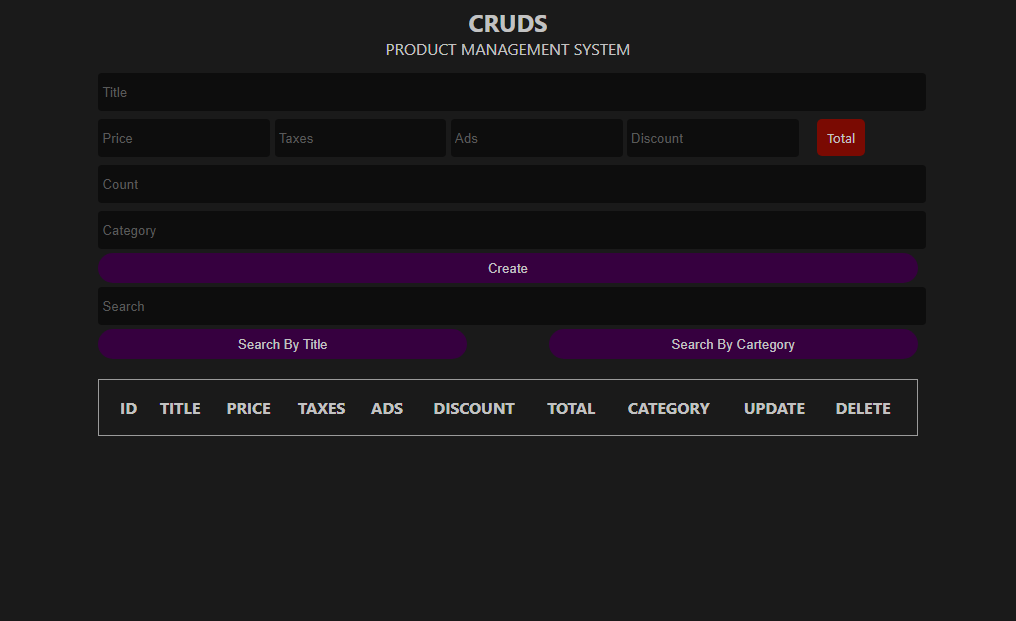 CRUDS
PRODUCT MANAGEMENT SYSTEM
Title
Price Taxes Ads Discount Total
Count
Category
Create
Search
Search By Title Search By Cartegory
ID TITLE PRICE TAXES ADS DISCOUNT TOTAL CATEGORY UPDATE DELETE